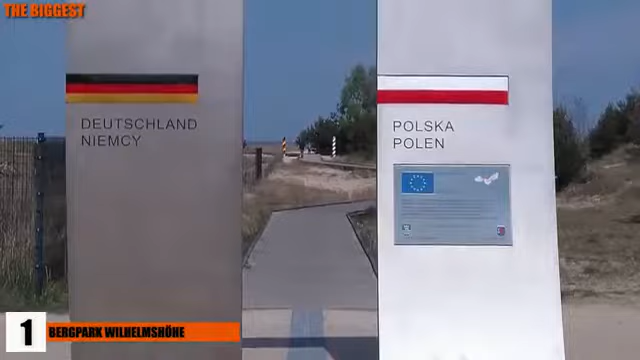 THE BIGGEST
DEUTSCHLAND
NIEMCY
POLSKA
POLEN
1
BERGPARK WILHELMSHÖHE